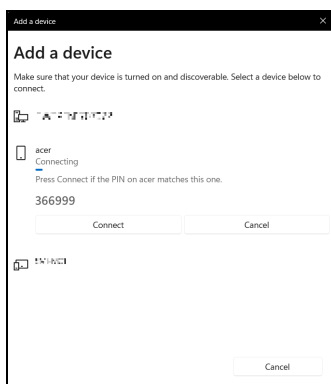 Add a device
Add a device
Make sure that your device is turned on and discoverable. Select a device below to
connect.
acer
Connecting
Press Connect if the PIN on acer matches this one.
366999
Connect
Cancel
Cancel